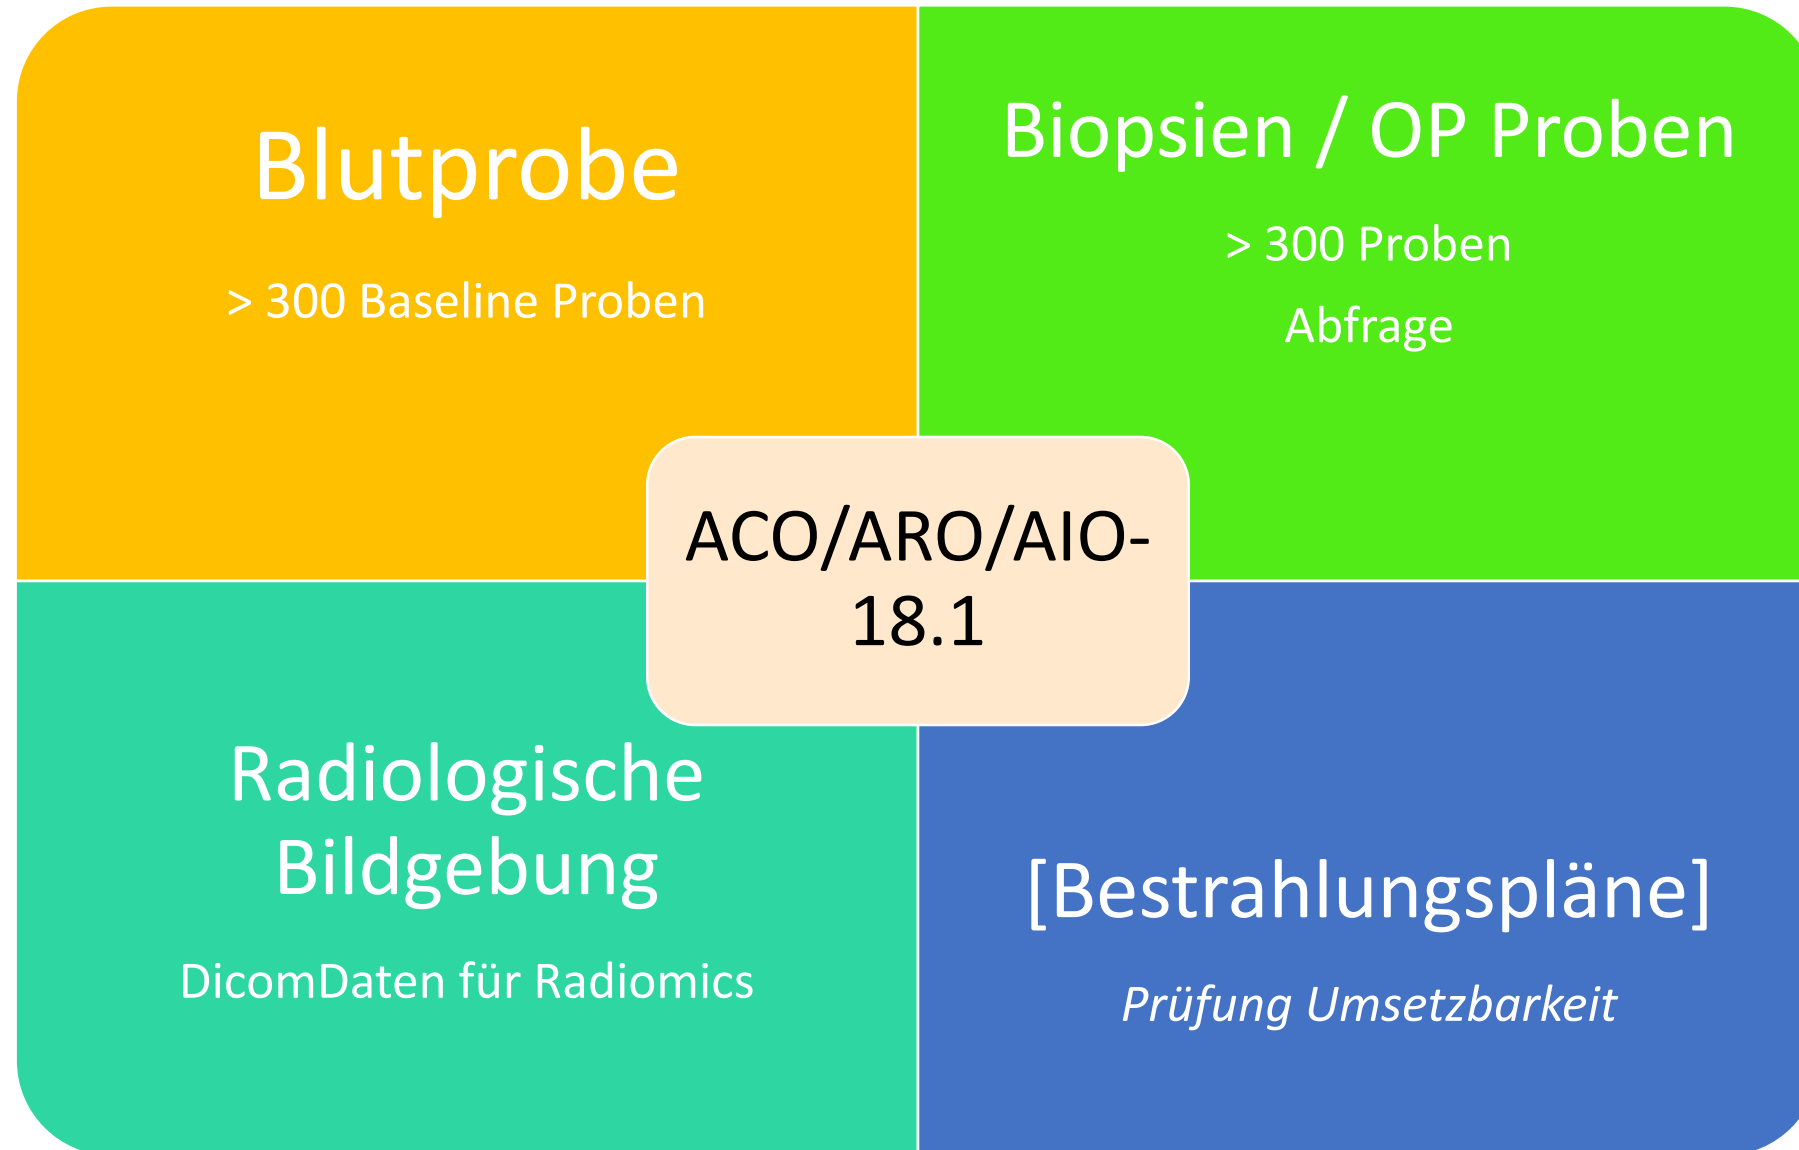 Blutprobe
> 300 Baseline Proben
Biopsien / OP Proben
> 300 Proben
Abfrage
ACO/ARO/AIO-
18.1
Radiologische
Bildgebung
DicomDaten für Radiomics
[Bestrahlungspläne]
Prüfung Umsetzbarkeit